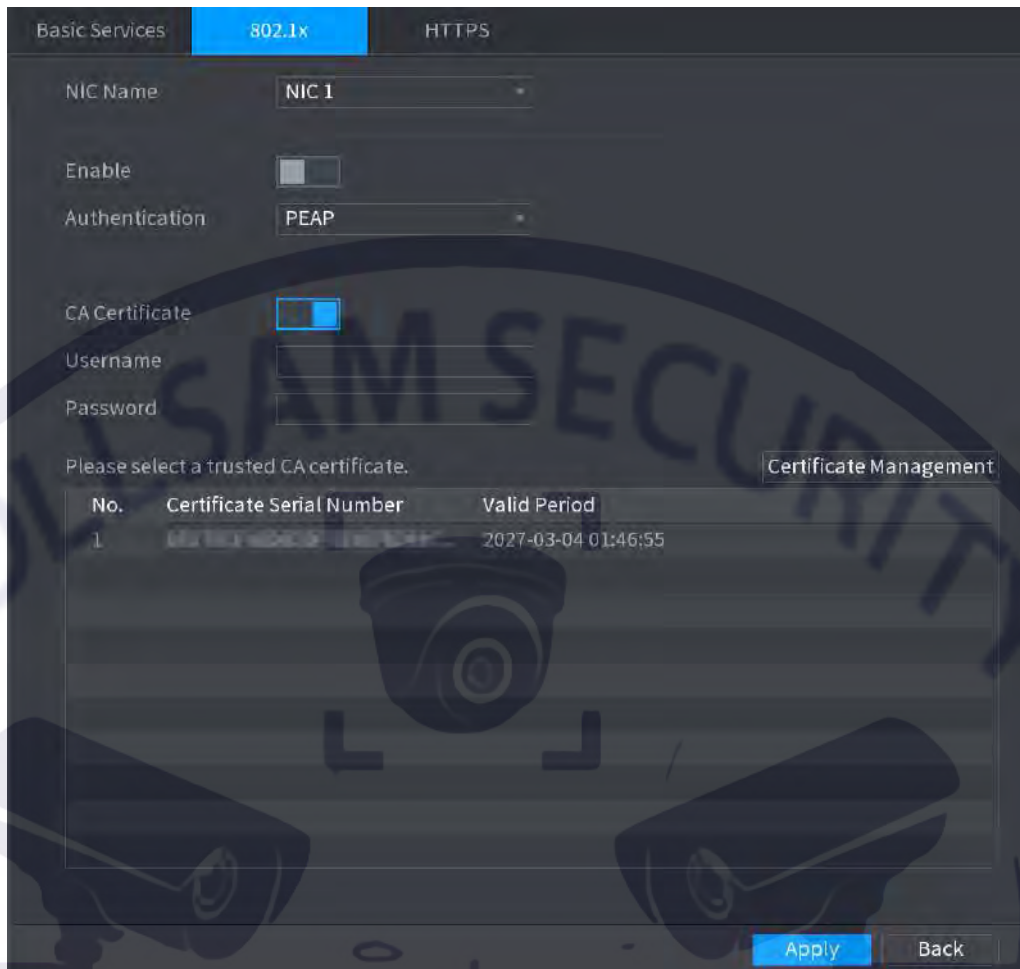 Basic Services 802.1x HTTPS
NIC Name NIC 1
Enable
Authentication PEAP
CA Certificate
Username
Password
Please select a trusted CA certificate. Certificate Management
No. Certificate Serial Number Valid Period
1 2027-03-04 01:46:55
SAM SECURITY
Apply Back